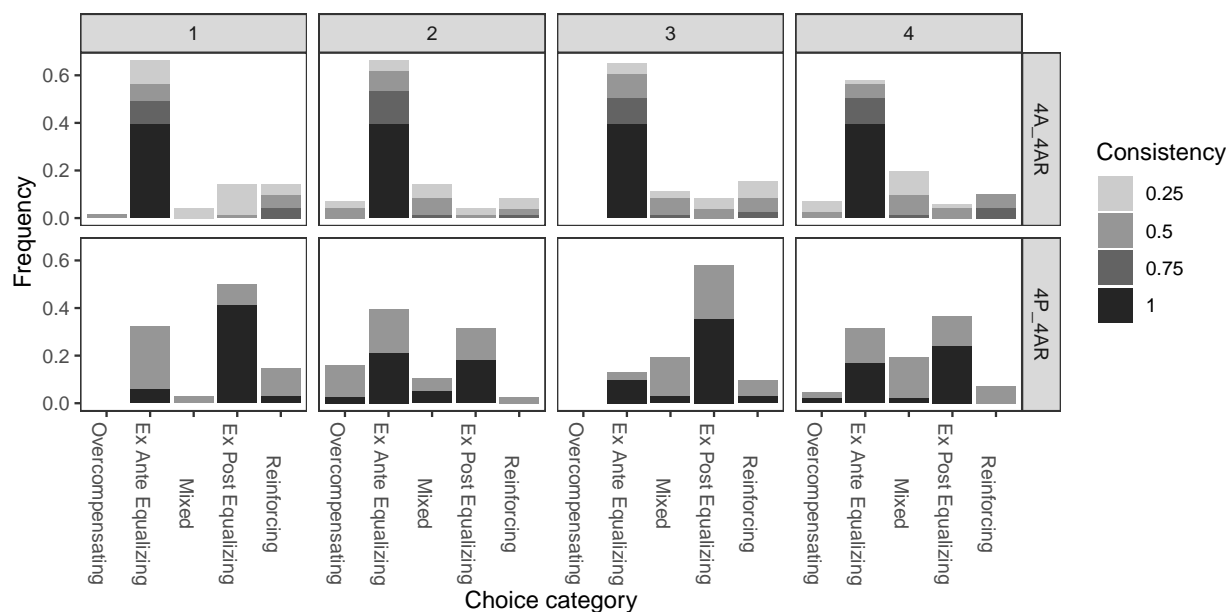 1 2 3 4
0.6
0.4
0.2
0.0
4A_4AR
0.6
0.4
0.2
0.0
4P_4AR
Frequency
Overcompensating
Ex Ante Equalizing
Mixed
Ex Post Equalizing
Reinforcing
Overcompensating
Ex Ante Equalizing
Mixed
Ex Post Equalizing
Reinforcing
Overcompensating
Ex Ante Equalizing
Mixed
Ex Post Equalizing
Reinforcing
Overcompensating
Ex Ante Equalizing
Mixed
Ex Post Equalizing
Reinforcing
Choice category
Consistency
0.25
0.5
0.75
1